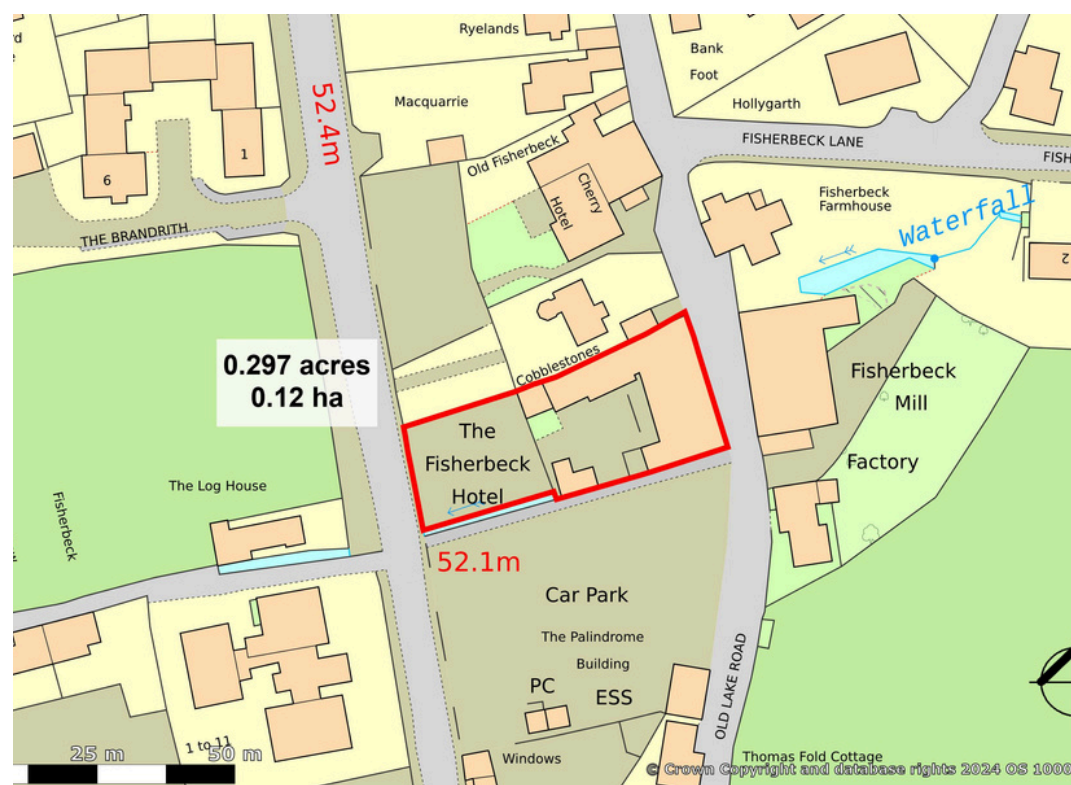 Ryelands
Bank
Foot
Macquarrie
Hollygarth
52.4m
FISHERBECK LANE
FISH
1
6
Old Fisherbeck
Cherry
Hotel
Fisherbeck
Farmhouse
Waterfall
THE BRANDRITH
2
0.297 acres
0.12 ha
Cobblestones
Fisherbeck
Mill
Factory
The
Fisherbeck
Hotel
The Log House
Fisherbeck
52.1m
Car Park
The Palindrome
Building
PC
ESS
OLD LAKE ROAD
1 to 11
25 m
50 m
Windows
Thomas Fold Cottage
© Crown Copyright and database rights 2024 OS 1000